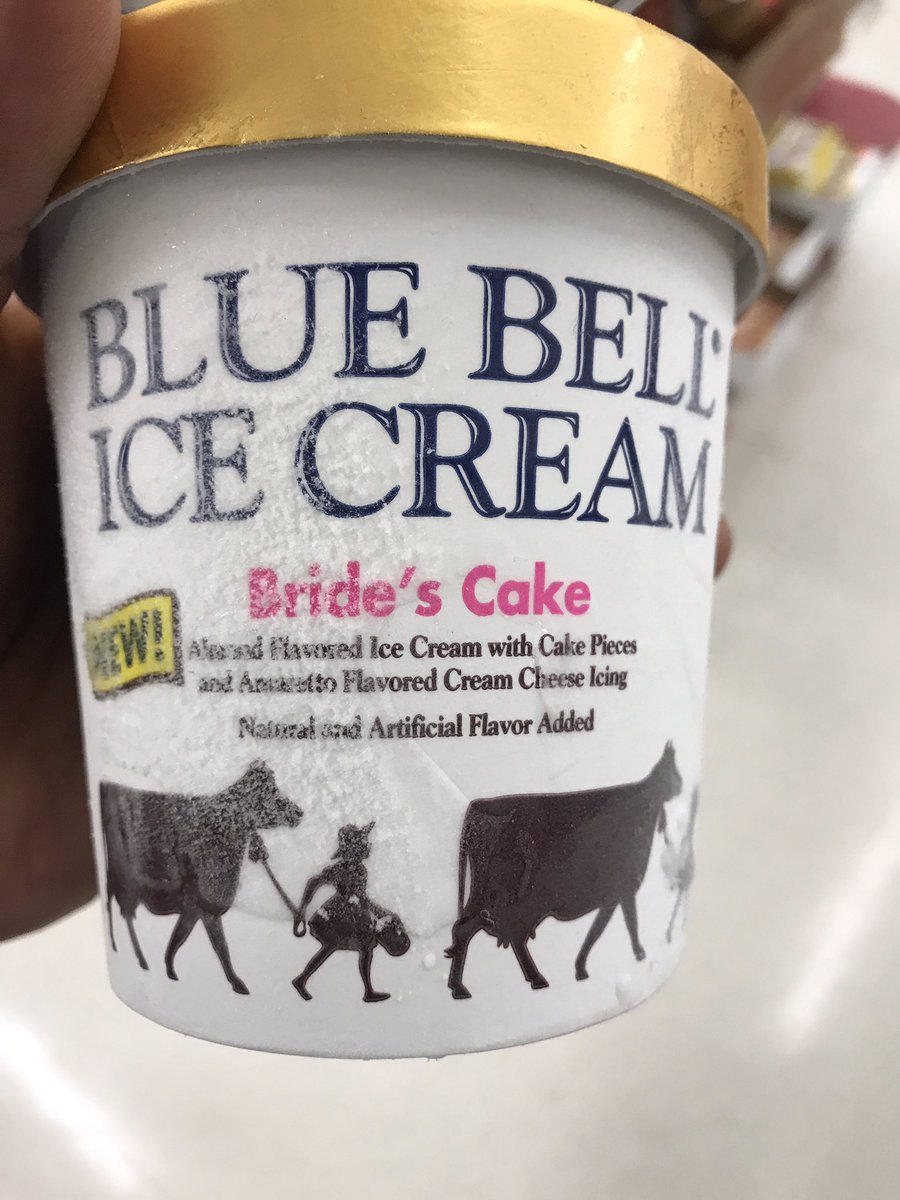 BLUE BELL®
ICE CREAM
Bride's Cake
NEW!
Almond Flavored Ice Cream with Cake Pieces
and Amaretto Flavored Cream Cheese Icing
Natural and Artificial Flavor Added